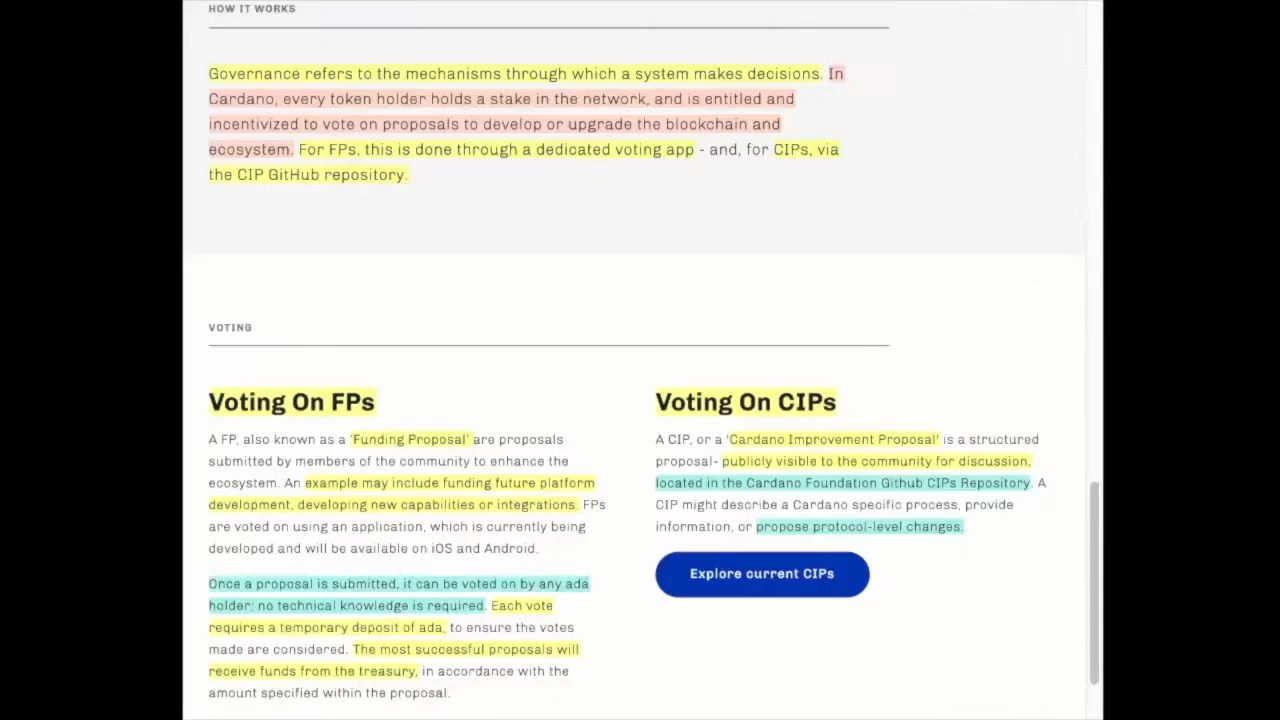 HOW IT WORKS
Governance refers to the mechanisms through which a system makes decisions. In
Cardano, every token holder holds a stake in the network, and is entitled and
incentivized to vote on proposals to develop or upgrade the blockchain and
ecosystem. For FPs, this is done through a dedicated voting app - and, for CIPs, via
the CIP GitHub repository.
VOTING
Voting On FPs
A FP, also known as a 'Funding Proposal' are proposals
submitted by members of the community to enhance the
ecosystem. An example may include funding future platform
development, developing new capabilities or integrations. FPs
are voted on using an application, which is currently being
developed and will be available on iOS and Android.
Once a proposal is submitted, it can be voted on by any ada
holder; no technical knowledge is required. Each vote
requires a temporary deposit of ada, to ensure the votes
made are considered. The most successful proposals will
receive funds from the treasury, in accordance with the
amount specified within the proposal.
Voting On CIPs
A CIP, or a 'Cardano Improvement Proposal' is a structured
proposal- publicly visible to the community for discussion,
located in the Cardano Foundation Github CIPs Repository. A
CIP might describe a Cardano specific process, provide
information, or propose protocol-level changes.
Explore current CIPs